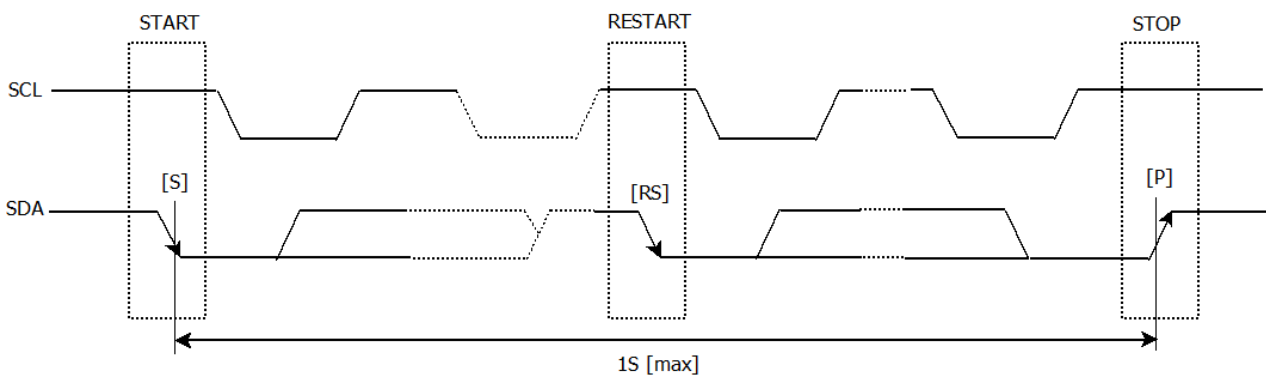 START
RESTART
STOP
SCL
[S]
[RS]
[P]
SDA
1S [max]